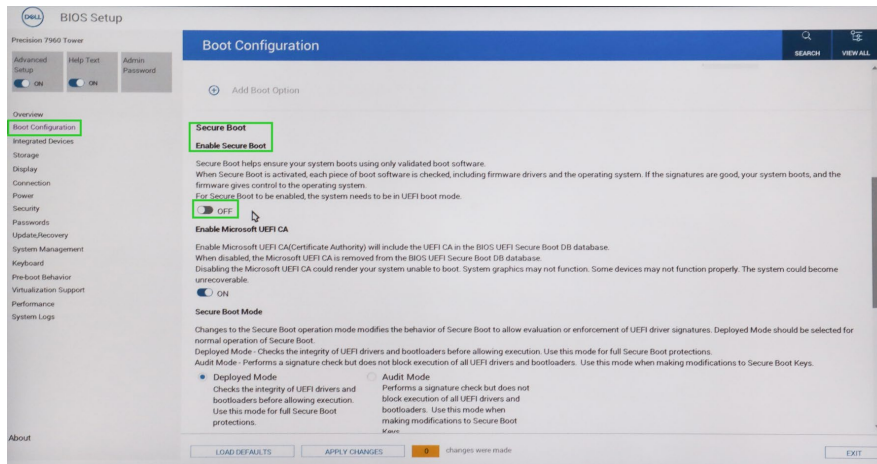 DELL
BIOS Setup
Precision 7960 Tower
Advanced Setup
ON
Help Text
ON
Admin Password
Overview
Boot Configuration
Integrated Devices
Storage
Display
Connection
Power
Security
Passwords
Update,Recovery
System Management
Keyboard
Pre-boot Behavior
Virtualization Support
Performance
System Logs
About
Boot Configuration
SEARCH
VIEW ALL
Add Boot Option
Secure Boot
Enable Secure Boot
Secure Boot helps ensure your system boots using only validated boot software.
When Secure Boot is activated, each piece of boot software is checked, including firmware drivers and the operating system. If the signatures are good, your system boots, and the
firmware gives control to the operating system.
For Secure Boot to be enabled, the system needs to be in UEFI boot mode.
OFF
Enable Microsoft UEFI CA
Enable Microsoft UEFI CA(Certificate Authority) will include the UEFI CA in the BIOS UEFI Secure Boot DB database.
When disabled, the Microsoft UEFI CA is removed from the BIOS UEFI Secure Boot DB database.
Disabling the Microsoft UEFI CA could render your system unable to boot. System graphics may not function. Some devices may not function properly. The system could become
unrecoverable.
ON
Secure Boot Mode
Changes to the Secure Boot operation mode modifies the behavior of Secure Boot to allow evaluation or enforcement of UEFI driver signatures. Deployed Mode should be selected for
normal operation of Secure Boot.
Deployed Mode - Checks the integrity of UEFI drivers and bootloaders before allowing execution. Use this mode for full Secure Boot protections.
Audit Mode - Performs a signature check but does not block execution of all UEFI drivers and bootloaders. Use this mode when making modifications to Secure Boot Keys.
Deployed Mode
Checks the integrity of UEFI drivers and
bootloaders before allowing execution.
Use this mode for full Secure Boot
protections.
Audit Mode
Performs a signature check but does not
block execution of all UEFI drivers and
bootloaders. Use this mode when
making modifications to Secure Boot
Keys.
LOAD DEFAULTS
APPLY CHANGES
0
changes were made
EXIT